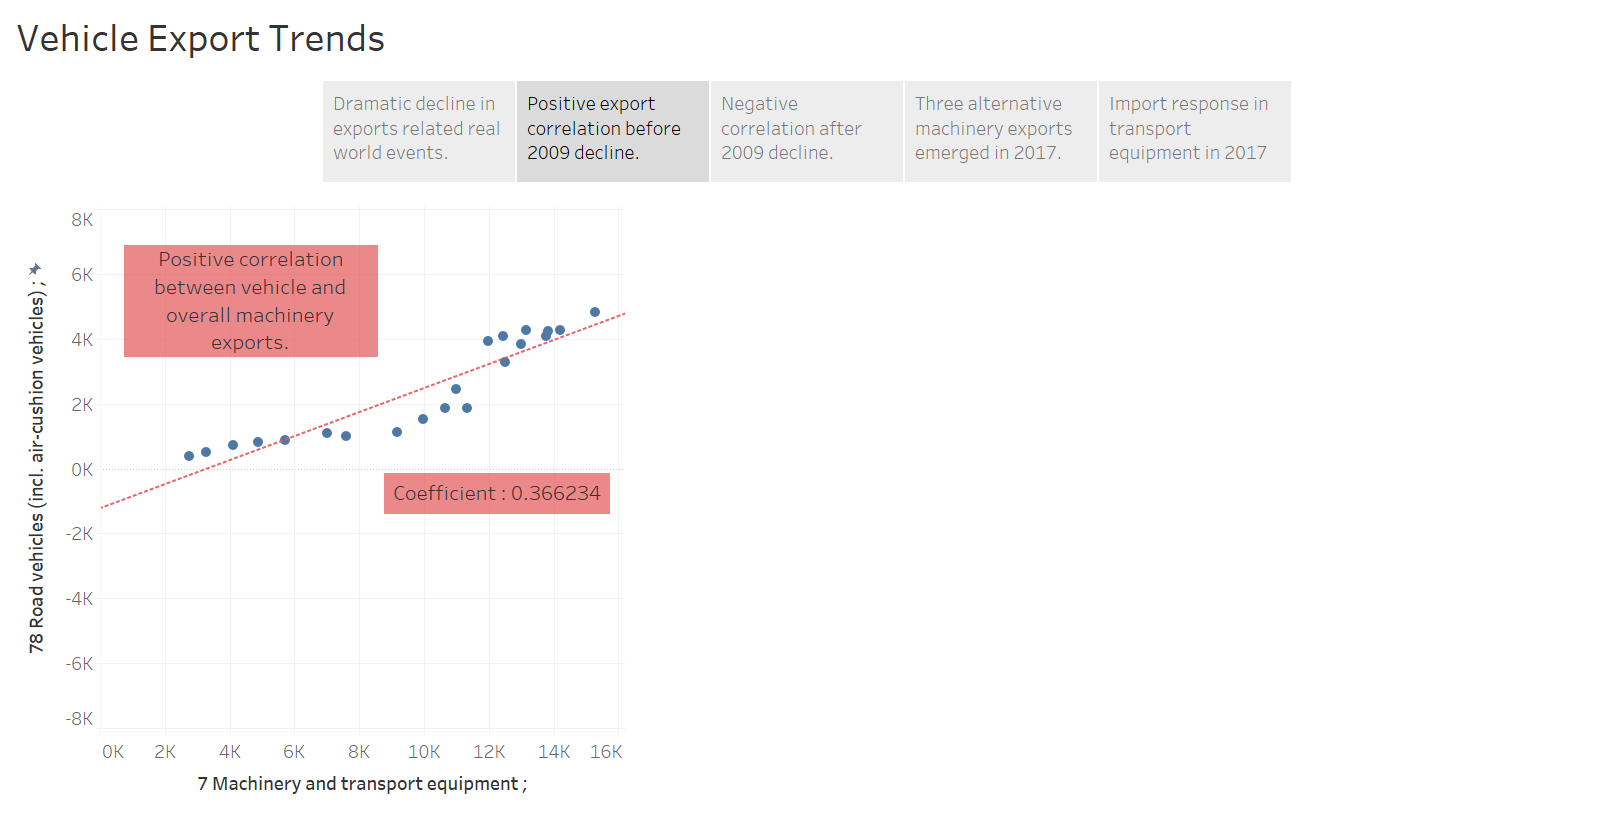 Vehicle Export Trends
Dramatic decline in
exports related real
world events.
Positive export
correlation before
2009 decline.
Negative
correlation after
2009 decline.
Three alternative
machinery exports
emerged in 2017.
Import response in
transport
equipment in 2017
78 Road vehicles (incl. air-cushion vehicles) ;
8K
6K
4K
2K
0K
-2K
-4K
-6K
-8K
Positive correlation
between vehicle and
overall machinery
exports.
Coefficient : 0.366234
0K 2K 4K 6K 8K 10K 12K 14K 16K
7 Machinery and transport equipment ;